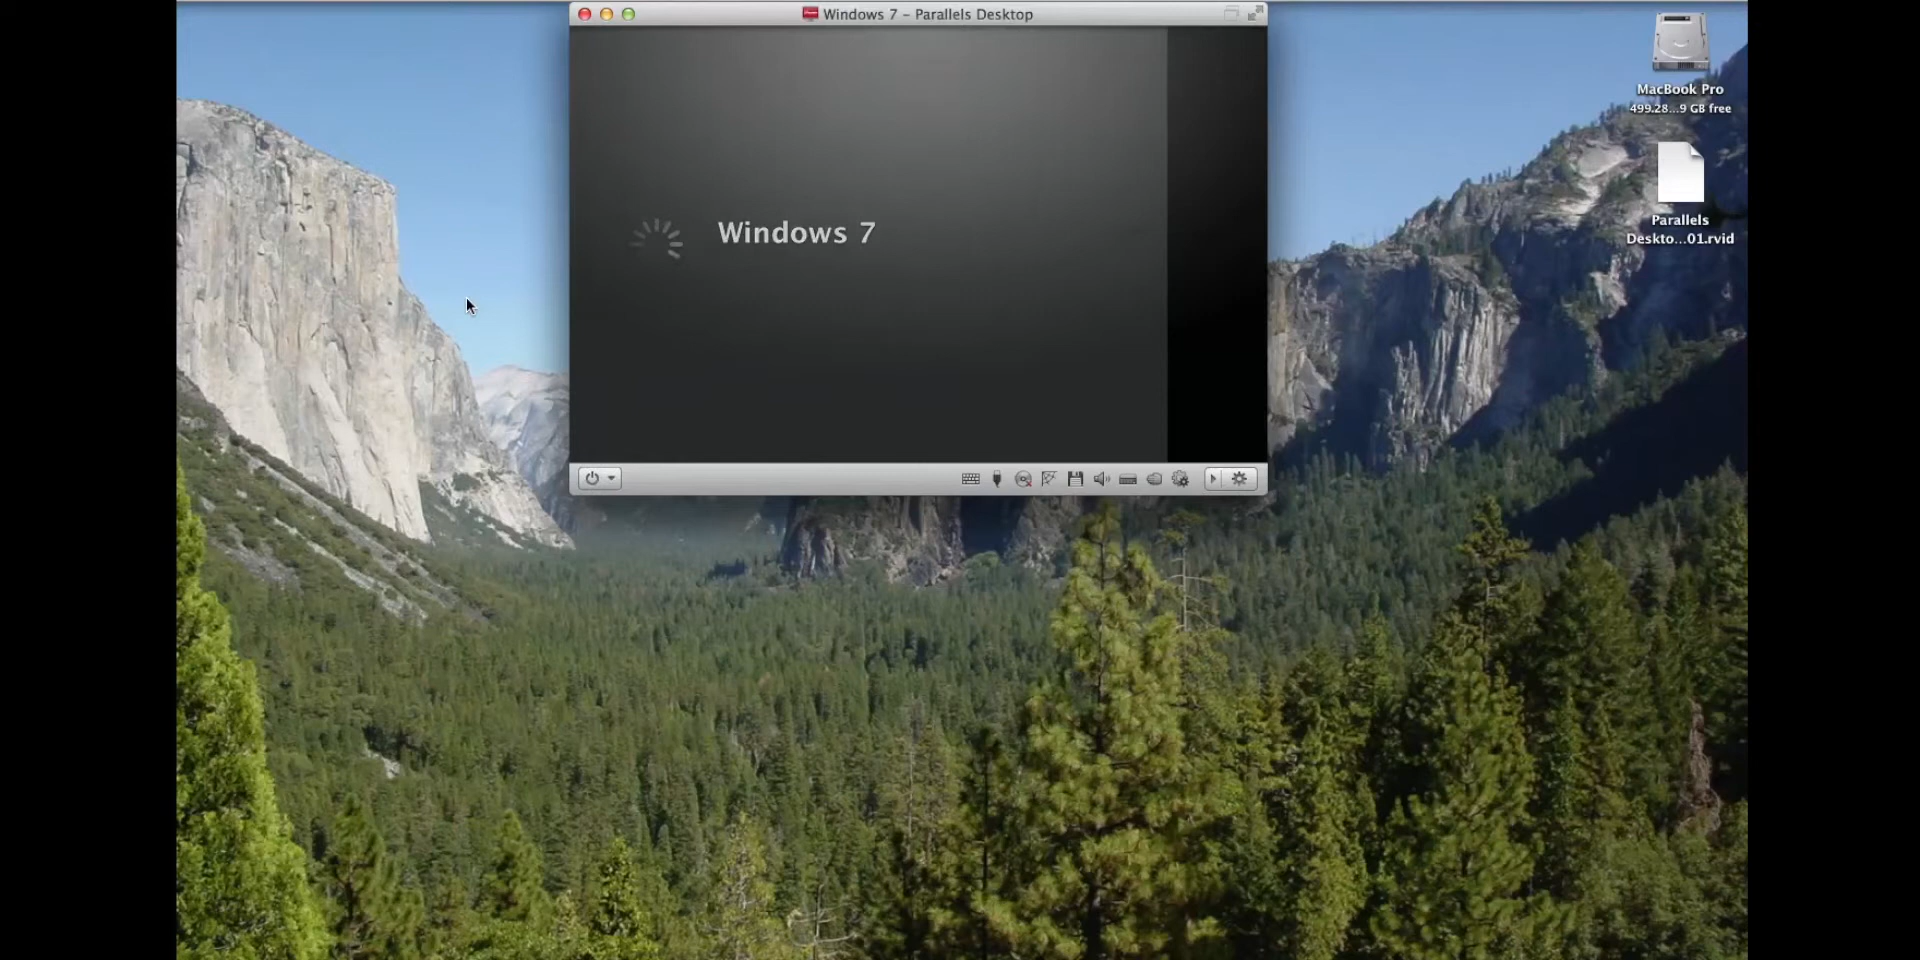 Windows 7 – Parallels Desktop
Windows 7
MacBook Pro
499.28...9 GB free
Parallels
Deskto...01.rvid